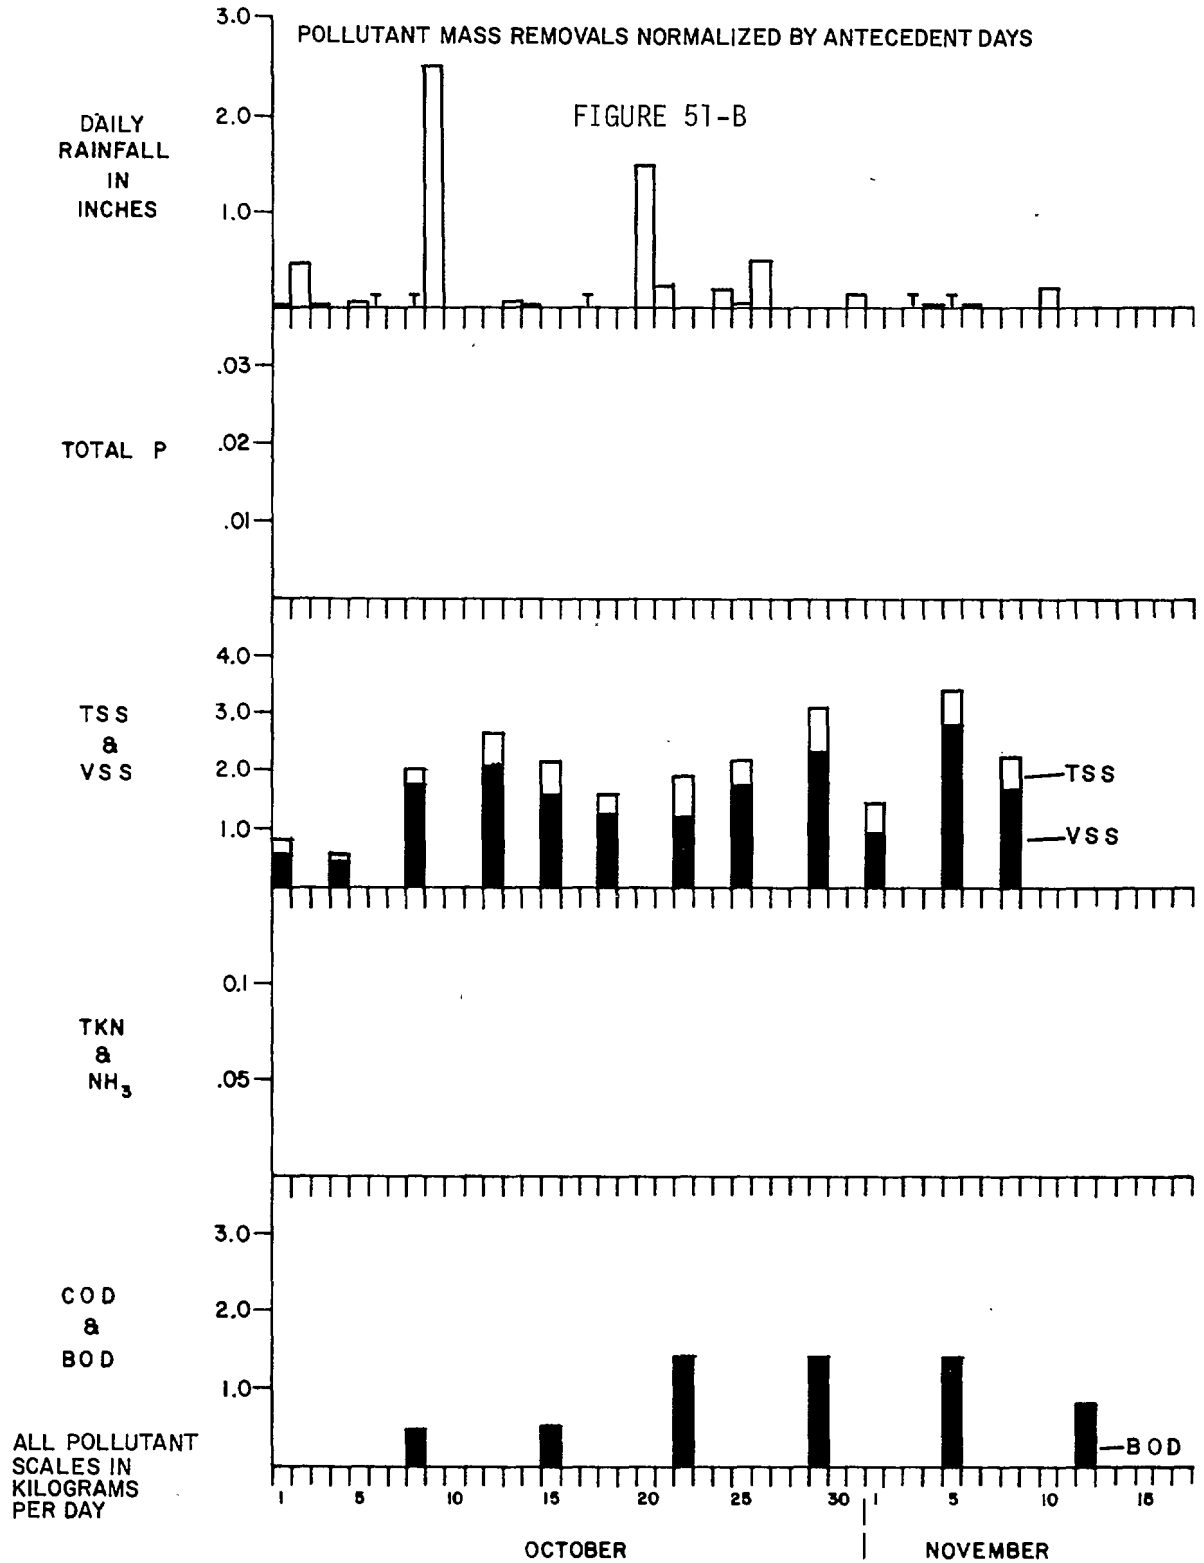 POLLUTANT MASS REMOVALS NORMALIZED BY ANTECEDENT DAYS
FIGURE 51-B
DAILY
RAINFALL
IN
INCHES
3.0
2.0
1.0
T T T T T
TOTAL P
.03
.02
.01
TSS
&
VSS
4.0
3.0
2.0
1.0
TSS
VSS
TKN
&
NH₃
0.1
.05
COD
&
BOD
3.0
2.0
1.0
BOD
ALL POLLUTANT
SCALES IN
KILOGRAMS
PER DAY
1 5 10 15 20 25 30 1 5 10 15
OCTOBER NOVEMBER